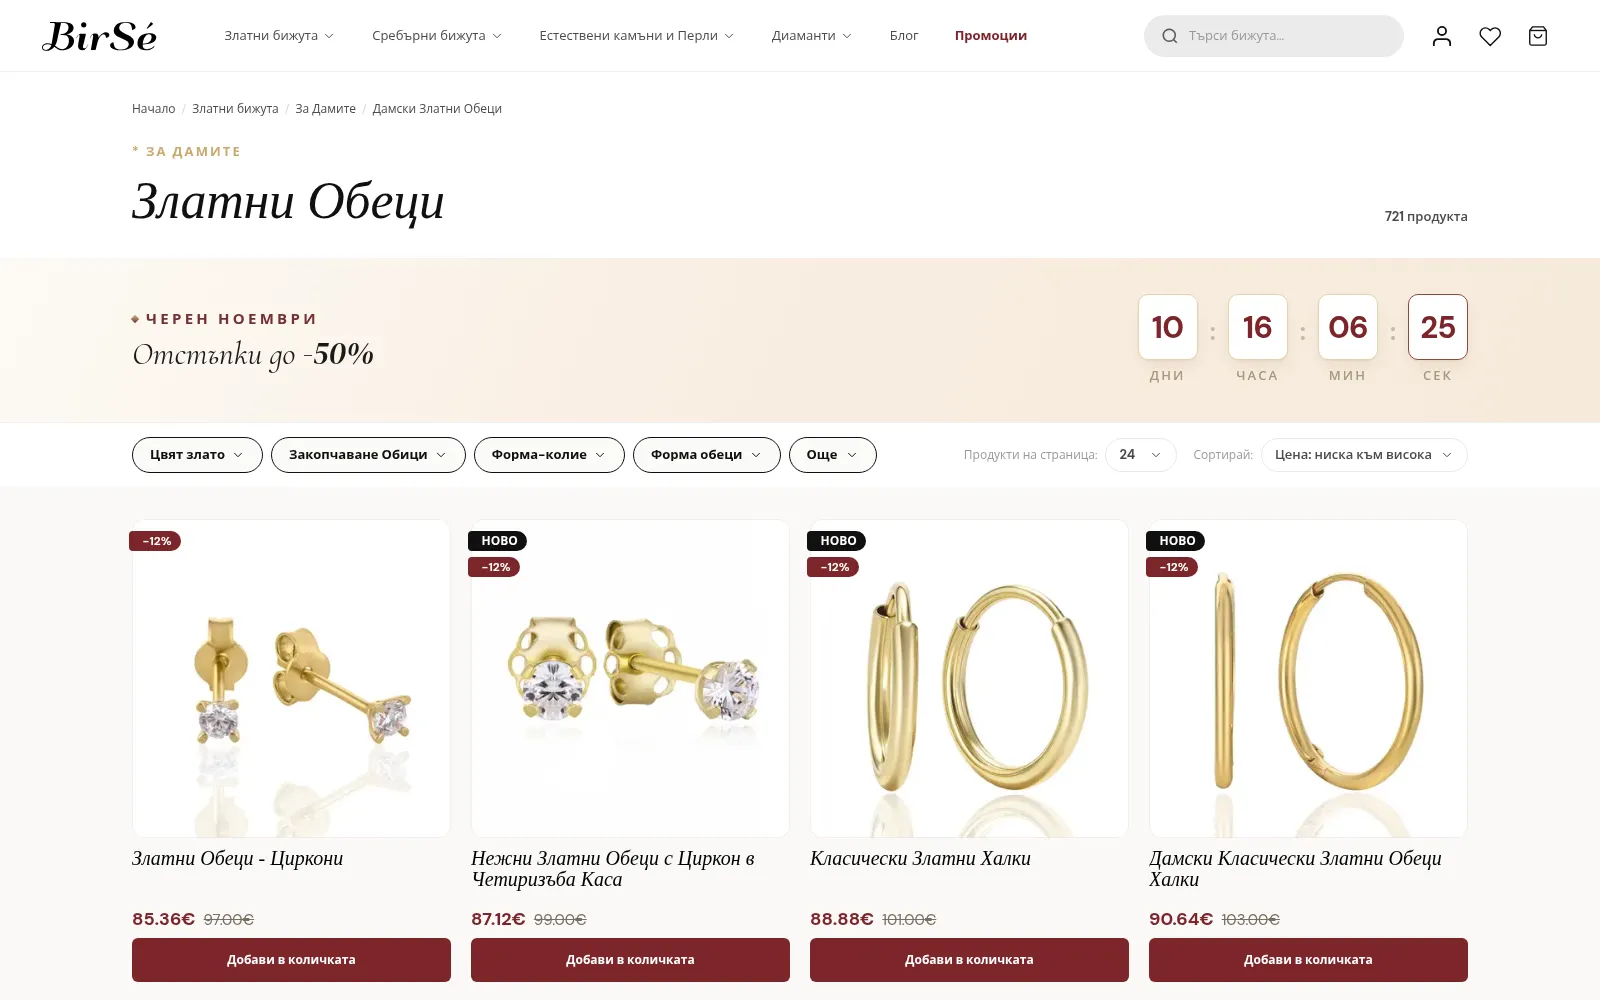 BirSé
Златни бижута
Сребърни бижута
Естествени камъни и Перли
Диаманти
Блог
Промоции
Търси бижута...
Начало / Златни бижута / За Дамите / Дамски Златни Обеци
* ЗА ДАМИТЕ
Златни Обеци
721 продукта
ЧЕРЕН НОЕМВРИ
Отстъпки до -50%
10 : 16 : 06 : 25
ДНИ ЧАСА МИН СЕК
Цвят злато
Закопчаване Обици
Форма-колие
Форма обеци
Още
Продукти на страница: 24
Сортирай: Цена: ниска към висока
-12%
НОВО
-12%
НОВО
-12%
НОВО
-12%
Златни Обеци - Циркони
85.36€ 97.00€
Добави в количката
Нежни Златни Обеци с Циркон в
Четиризъба Каса
87.12€ 99.00€
Добави в количката
Класически Златни Халки
88.88€ 101.00€
Добави в количката
Дамски Класически Златни Обеци
Халки
90.64€ 103.00€
Добави в количката